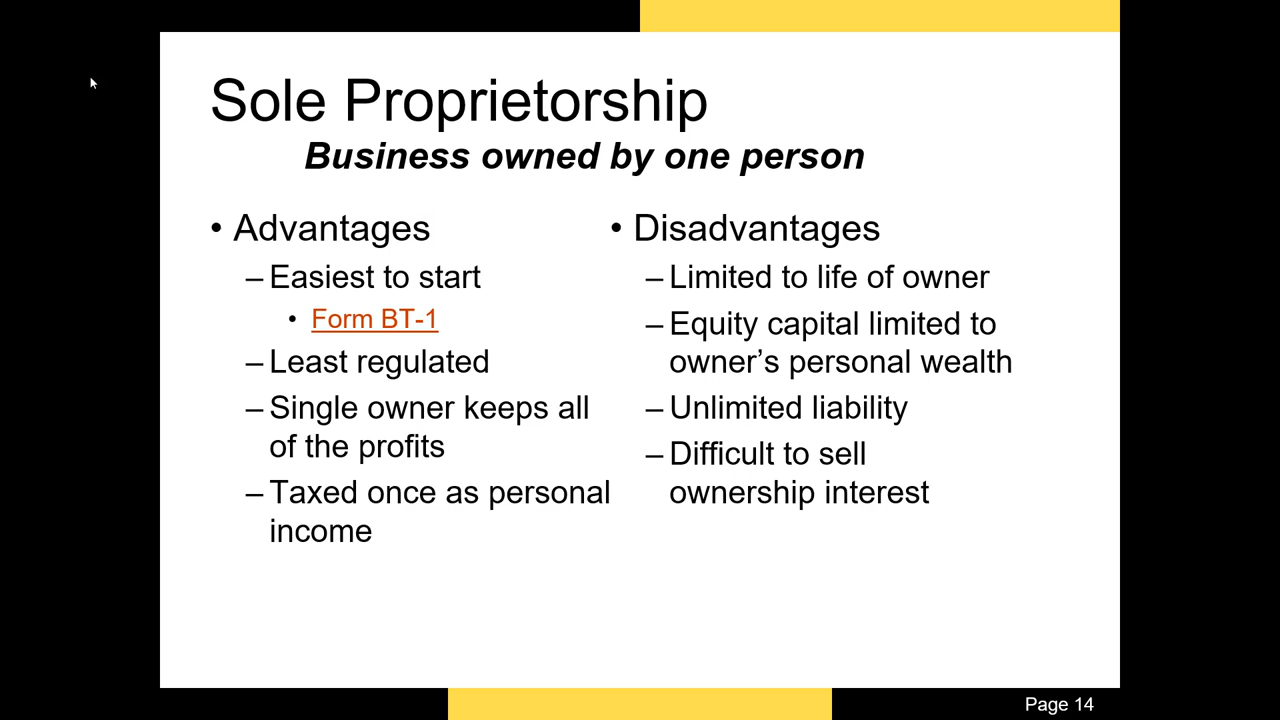 Sole Proprietorship
Business owned by one person
• Advantages
– Easiest to start
• Form BT-1
– Least regulated
– Single owner keeps all
of the profits
– Taxed once as personal
income
• Disadvantages
– Limited to life of owner
– Equity capital limited to
owner’s personal wealth
– Unlimited liability
– Difficult to sell
ownership interest
Page 14